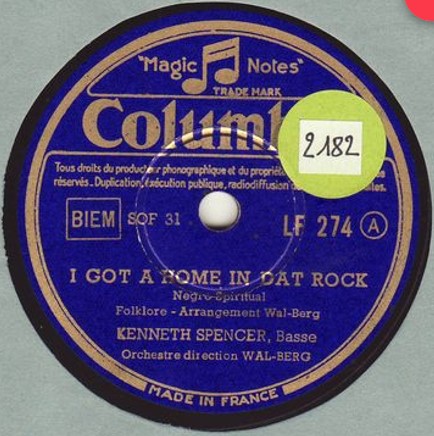 "Magic Notes"
TRADE MARK
Colum
2182
Tous droits du producteur phonographique et du propriét
réservés. Duplication, exécution publique, radiodiffusion
BIEM SOF 31 LF 274 A
I GOT A HOME IN DAT ROCK
Negro Spiritual
Folklore - Arrangement Wal-Berg
KENNETH SPENCER, Basse
Orchestre direction WAL-BERG
MADE IN FRANCE